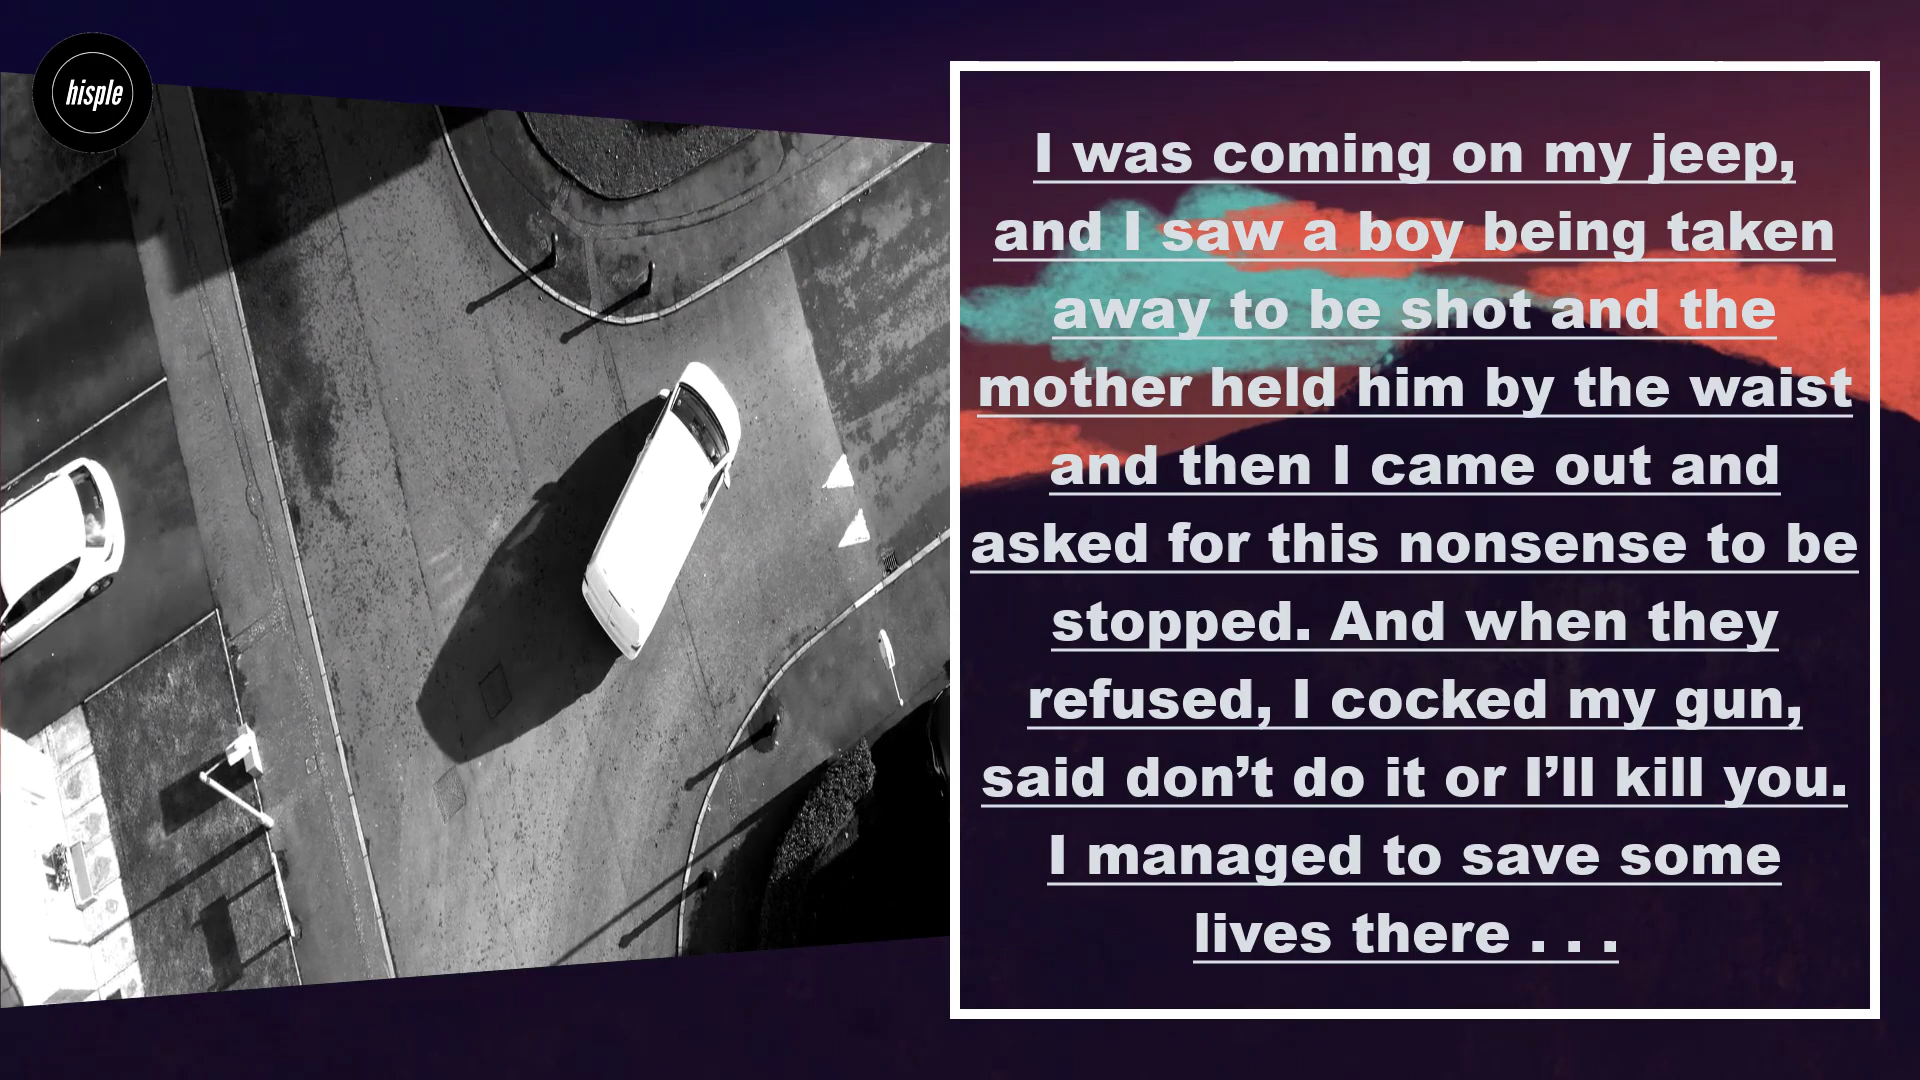 hisple
I was coming on my jeep,
and I saw a boy being taken
away to be shot and the
mother held him by the waist
and then I came out and
asked for this nonsense to be
stopped. And when they
refused, I cocked my gun,
said don’t do it or I’ll kill you.
I managed to save some
lives there . . .